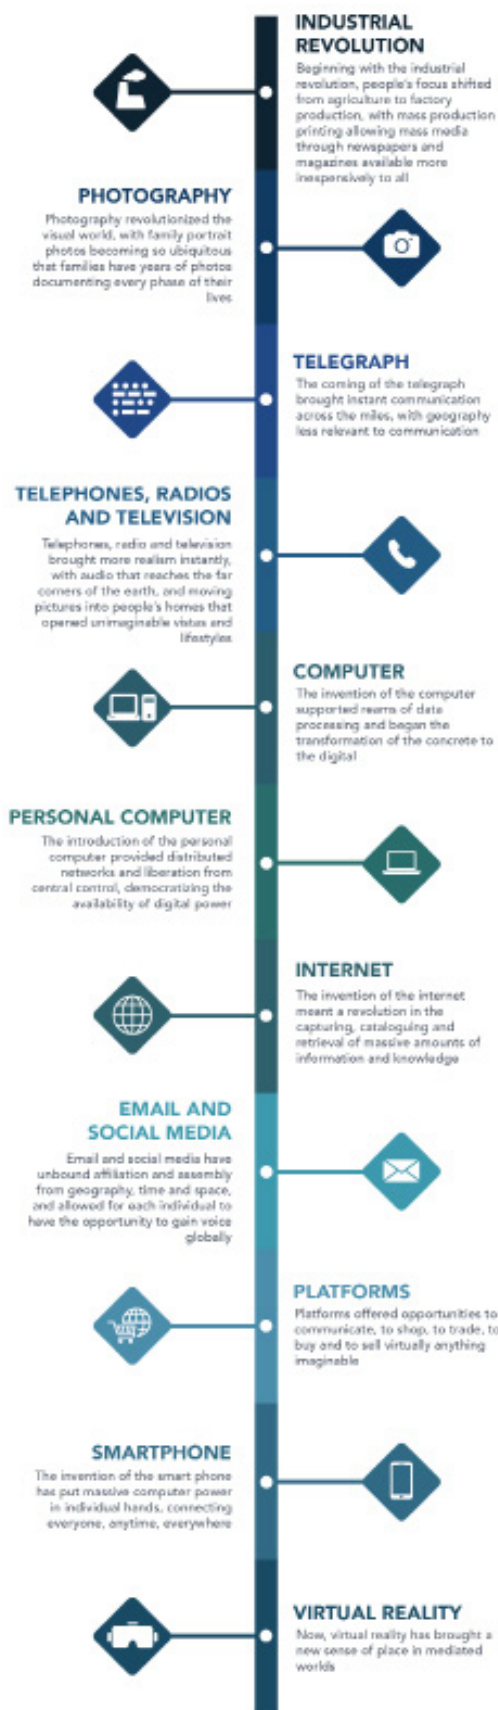 INDUSTRIAL
REVOLUTION
Beginning with the industrial
revolution, people's focus shifted
from agriculture to factory
production, with mass production
printing allowing mass media
through newspapers and
magazines available more
inexpensively to all
PHOTOGRAPHY
Photography revolutionized the
visual world, with family portrait
photos becoming so ubiquitous
that families have years of photos
documenting every phase of their
lives
TELEGRAPH
The coming of the telegraph
brought instant communication
across the miles, with geography
less relevant to communication
TELEPHONES, RADIOS
AND TELEVISION
Telephones, radio and television
brought more realism instantly,
with audio that reaches the far
corners of the earth, and moving
pictures into people's homes that
opened unimaginable vistas and
lifestyles
COMPUTER
The invention of the computer
supported reams of data
processing and began the
transformation of the concrete to
the digital
PERSONAL COMPUTER
The introduction of the personal
computer provided distributed
networks and liberation from
central control, democratizing the
availability of digital power
INTERNET
The invention of the internet
meant a revolution in the
capturing, cataloguing and
retrieval of massive amounts of
information and knowledge
EMAIL AND
SOCIAL MEDIA
Email and social media have
unbound affiliation and assembly
from geography, time and space,
and allowed for each individual to
have the opportunity to gain voice
globally
PLATFORMS
Platforms offered opportunities to
communicate, to shop, to trade, to
buy and to sell virtually anything
imaginable
SMARTPHONE
The invention of the smart phone
has put massive computer power
in individual hands, connecting
everyone, anytime, everywhere
VIRTUAL REALITY
Now, virtual reality has brought a
new sense of place in mediated
worlds